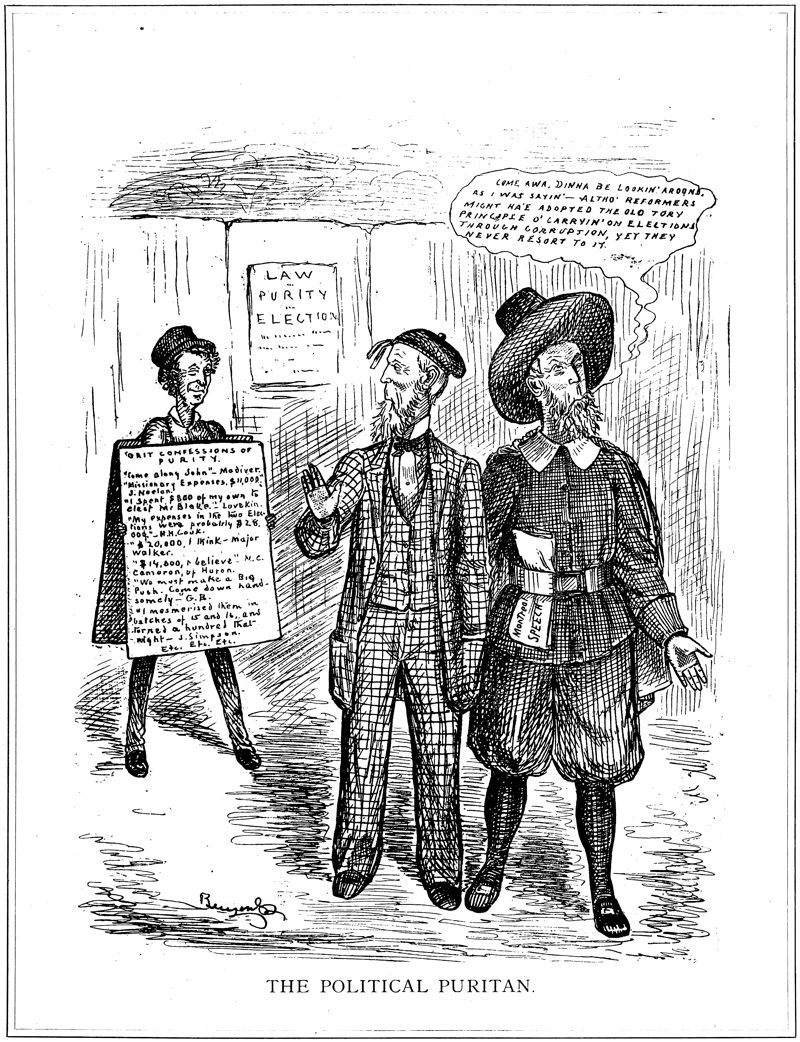 COME AWA, DINNA BE LOOKIN' AROUND,
AS I WAS SAYIN'— ALTHO' REFORMERS
MIGHT HA'E ADOPTED THE OLD TORY
PRINCIPLE O' CARRYIN' ON ELECTIONS
THROUGH CORRUPTION, YET THEY
NEVER RESORT TO IT.
LAW
PURITY
ELECTION
GRIT CONFESSIONS OF
PURITY.
"Come along John"— McGiver.
"Missionary Expenses, $11,000"
J. Neelon.
"I spent $800 of my own to
elect Mr Blake."— Lovekin.
"My expenses in the two Elec-
tions were probably $28,
000."— H.H. Cook.
"$20,000, I think— Major
Walker.
"$14,000, I believe" M.C.
Cameron, of Huron.
"We must make a Big
Push. Come down hand-
somely— G.B.
"I mesmerised them in
batches of 15 and 16, and
turned a hundred that
night— J. Simpson.
Etc. Etc. Etc.
MONTREAL
SPEECH
Bengough
THE POLITICAL PURITAN.